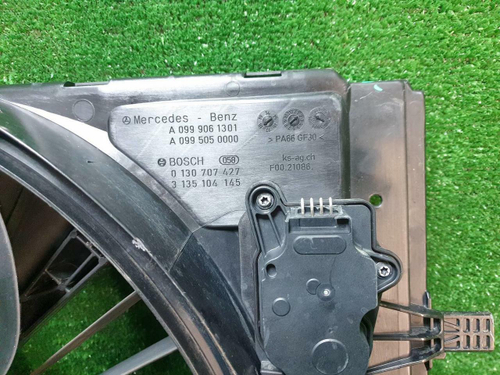 Mercedes - Benz
A 099 906 1301
A 099 505 0000
BOSCH 058
0 130 707 427
3 135 104 145
> PA66 GF30 <
ks-ag.ch
F00.21086.